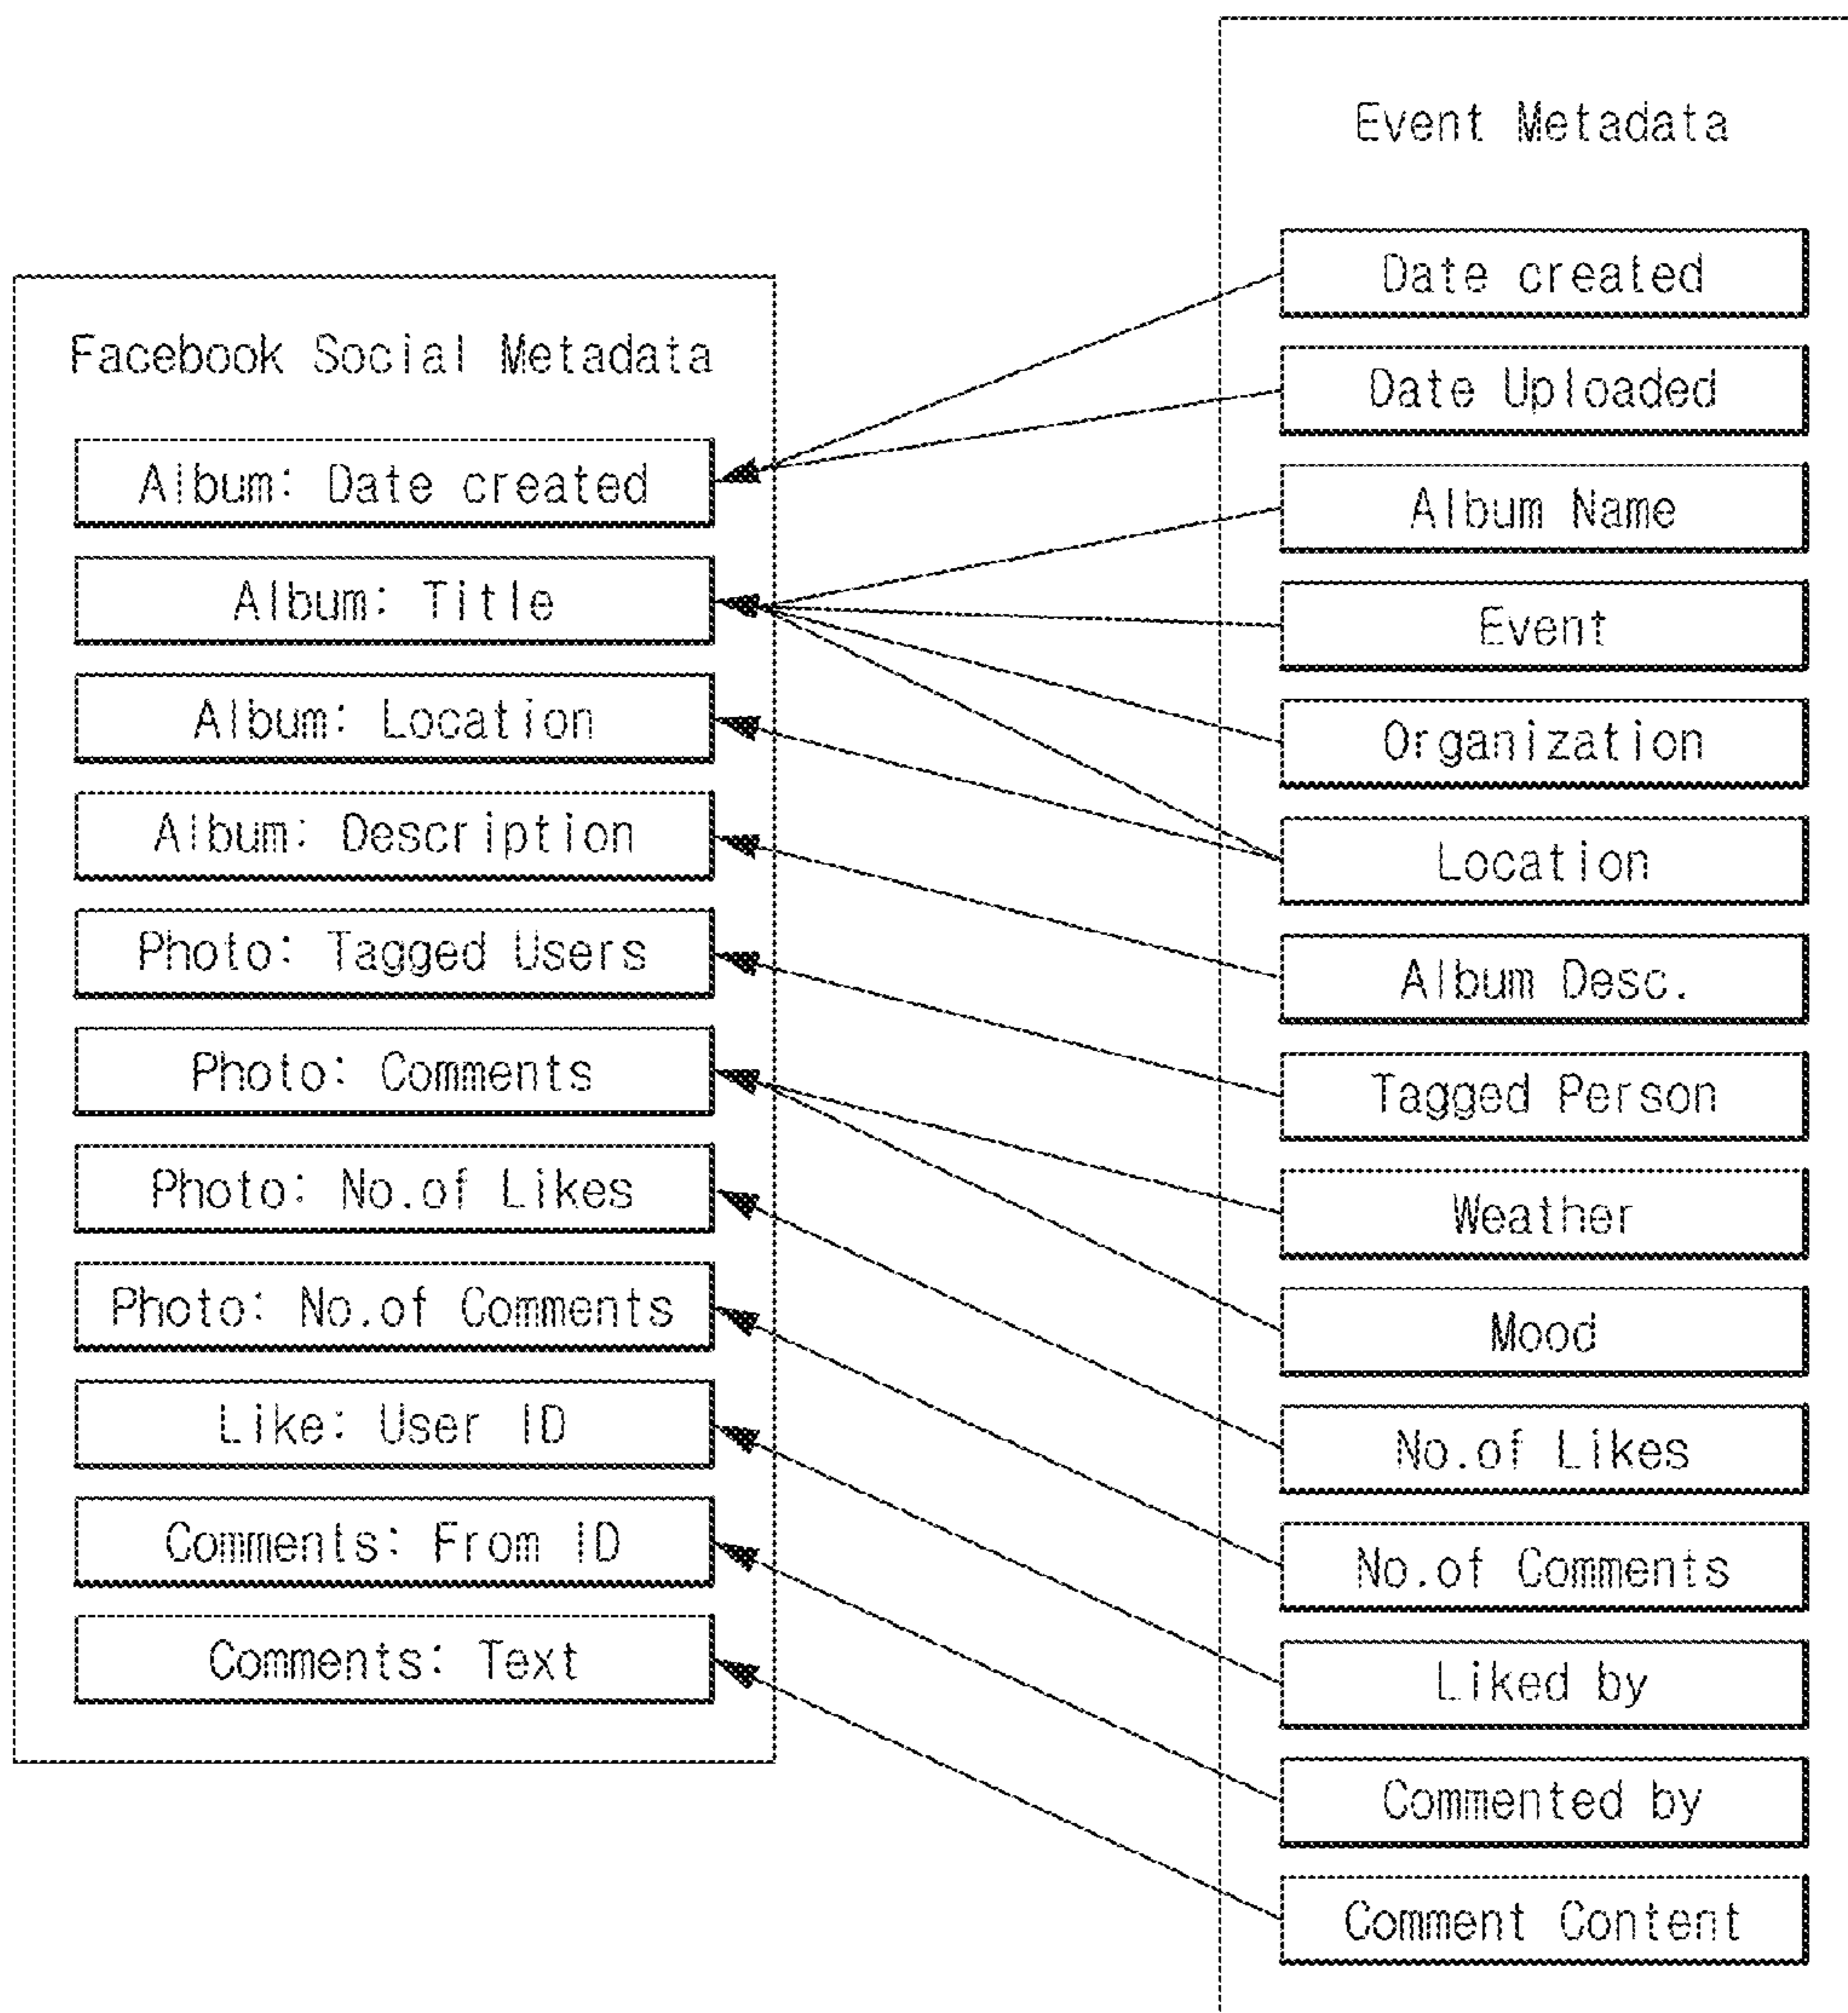 Facebook Social Metadata
Album: Date created
Album: Title
Album: Location
Album: Description
Photo: Tagged Users
Photo: Comments
Photo: No.of Likes
Photo: No.of Comments
Like: User ID
Comments: From ID
Comments: Text
Event Metadata
Date created
Date Uploaded
Album Name
Event
Organization
Location
Album Desc.
Tagged Person
Weather
Mood
No.of Likes
No.of Comments
Liked by
Commented by
Comment Content